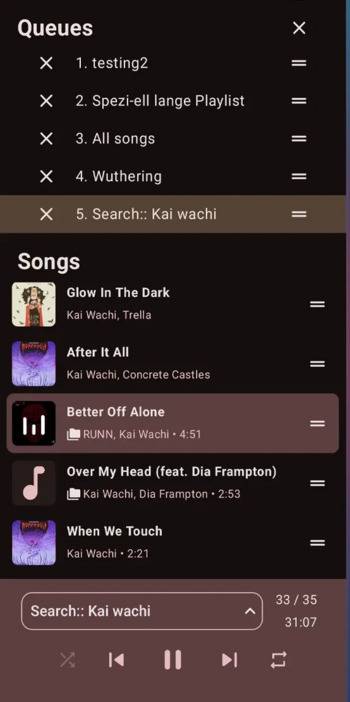 Queues
1. testing2
2. Spezi-ell lange Playlist
3. All songs
4. Wuthering
5. Search:: Kai wachi
Songs
Glow In The Dark
Kai Wachi, Trella
After It All
Kai Wachi, Concrete Castles
Better Off Alone
RUNN, Kai Wachi • 4:51
Over My Head (feat. Dia Frampton)
Kai Wachi, Dia Frampton • 2:53
When We Touch
Kai Wachi • 2:21
Search:: Kai wachi
33 / 35
31:07